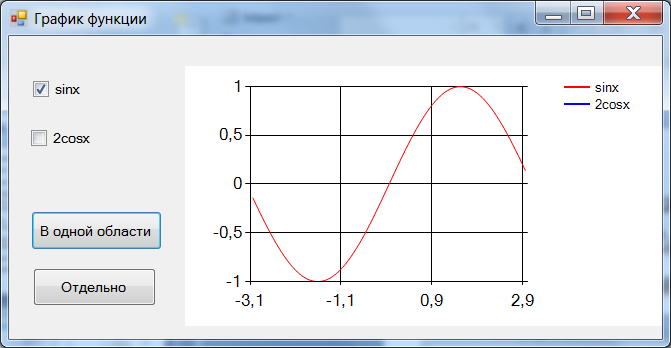 График функции
sinx
2cosx
В одной области
Отдельно
1
0,5
0
-0,5
-1
-3,1 -1,1 0,9 2,9
sinx
2cosx